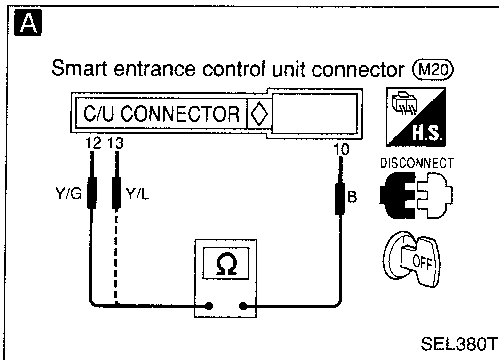 A
Smart entrance control unit connector (M20)
C/U CONNECTOR
12 13
10
H.S.
DISCONNECT
Y/G
Y/L
B
Ω
OFF
SEL380T